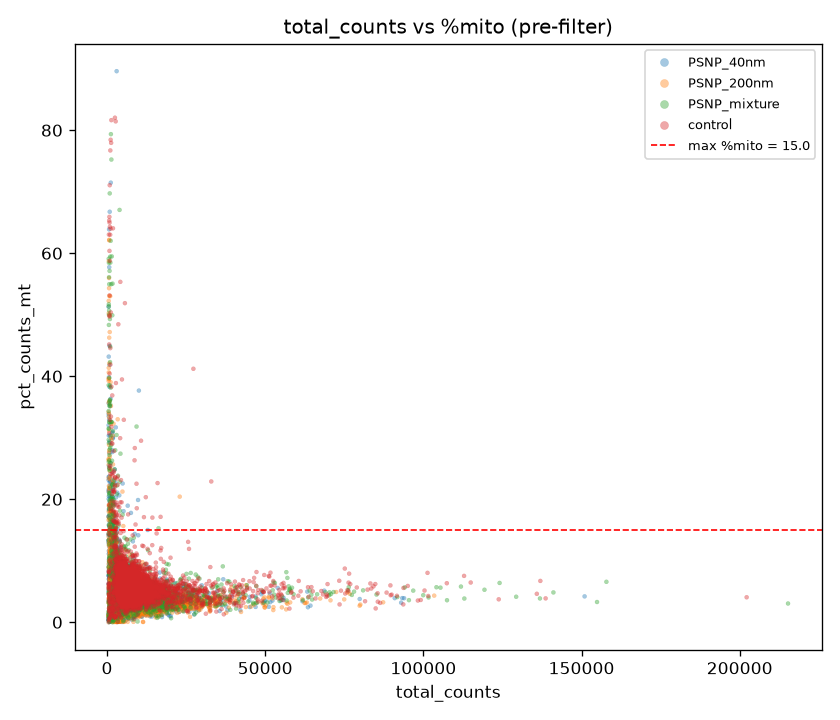 total_counts vs %mito (pre-filter)
PSNP_40nm
PSNP_200nm
PSNP_mixture
control
max %mito = 15.0
pct_counts_mt
80
60
40
20
0
0 50000 100000 150000 200000
total_counts